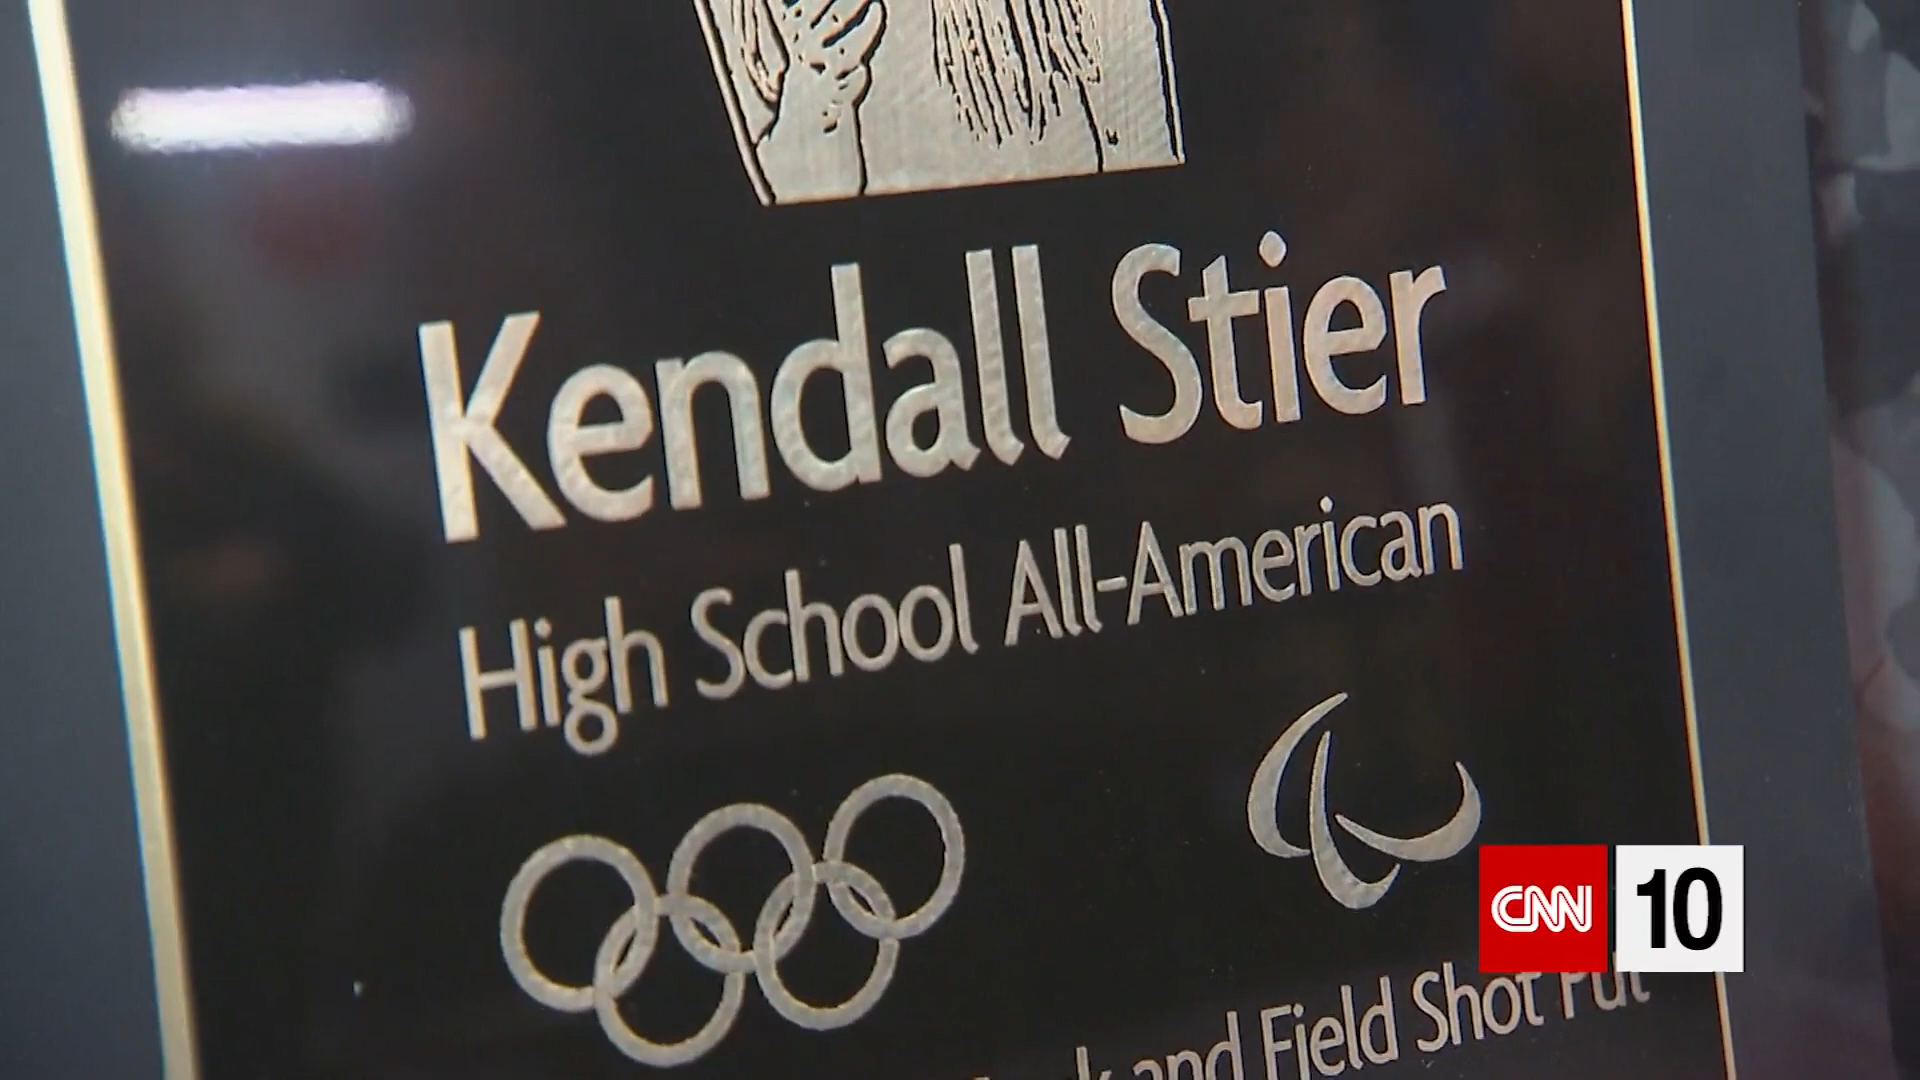 Kendall Stier
High School All-American
and Field Shot Put
CNN 10